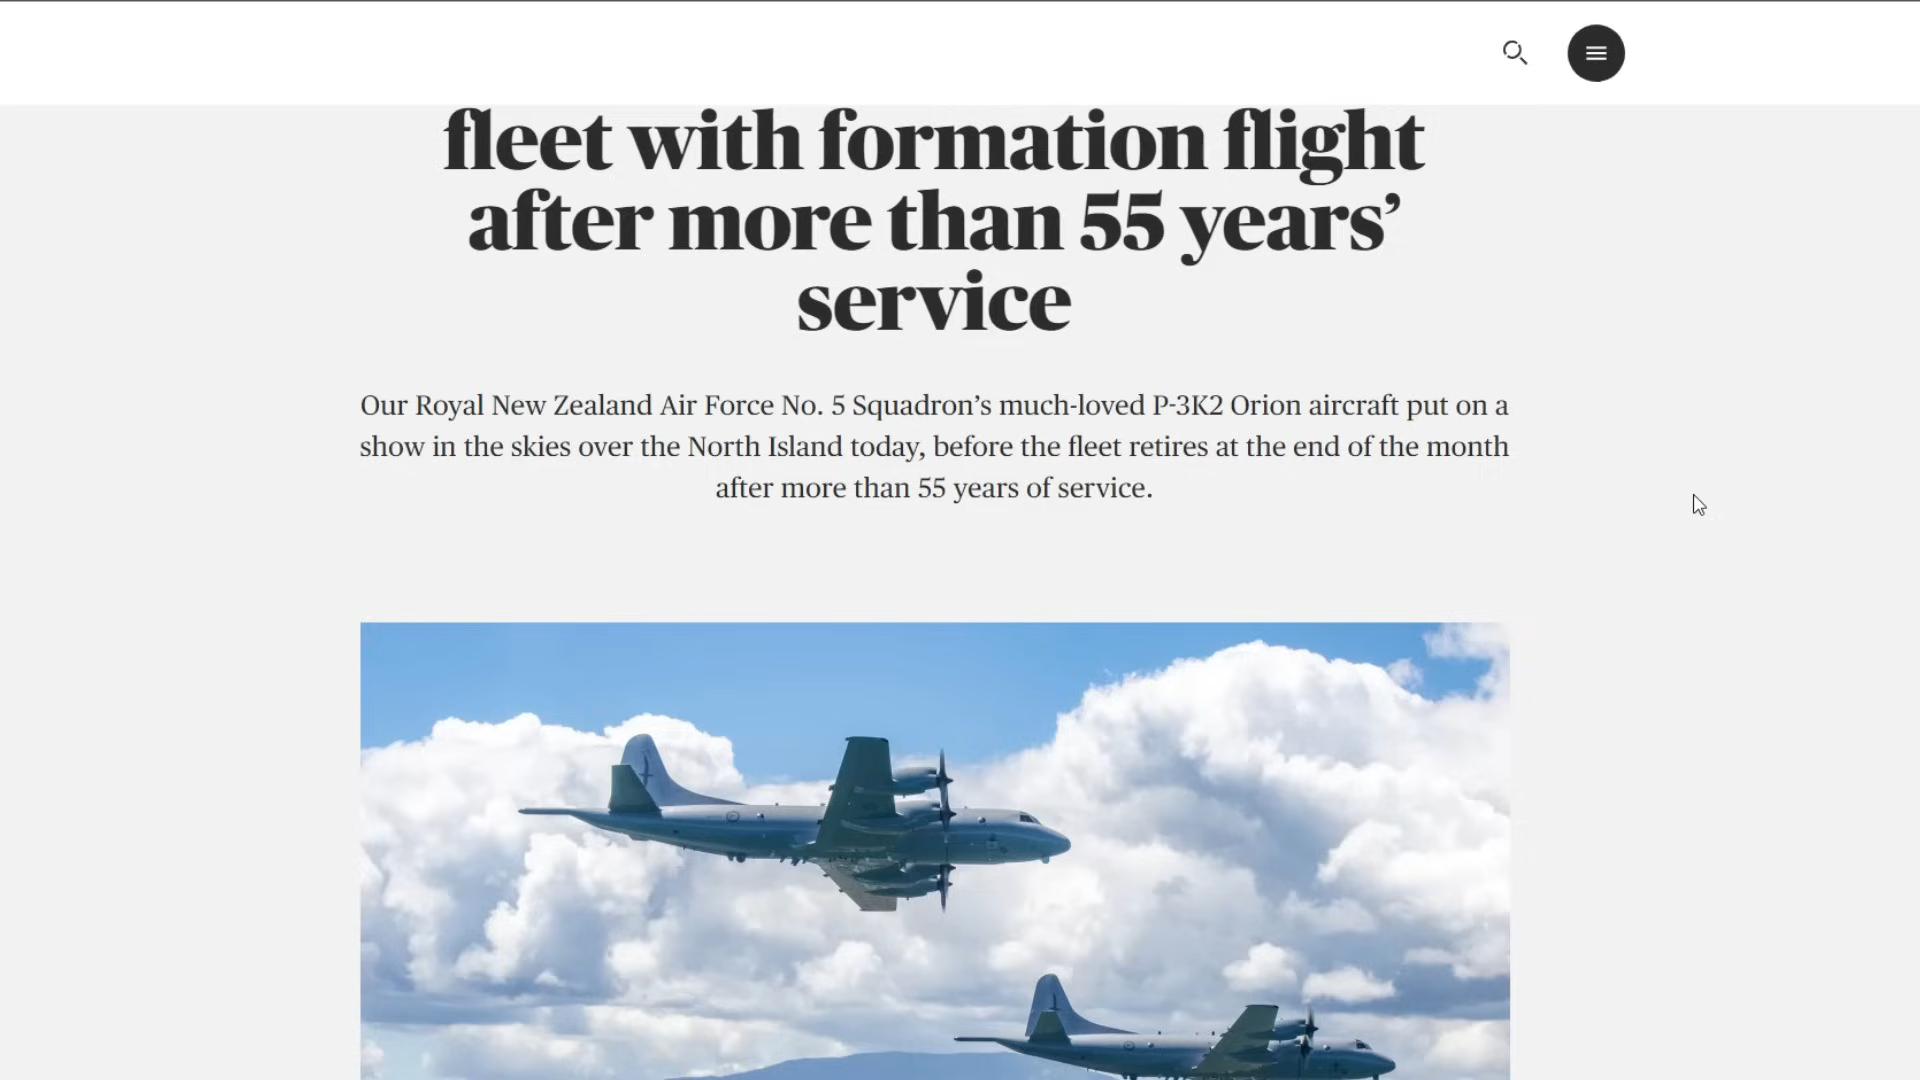 fleet with formation flight
after more than 55 years’
service
Our Royal New Zealand Air Force No. 5 Squadron’s much-loved P-3K2 Orion aircraft put on a
show in the skies over the North Island today, before the fleet retires at the end of the month
after more than 55 years of service.